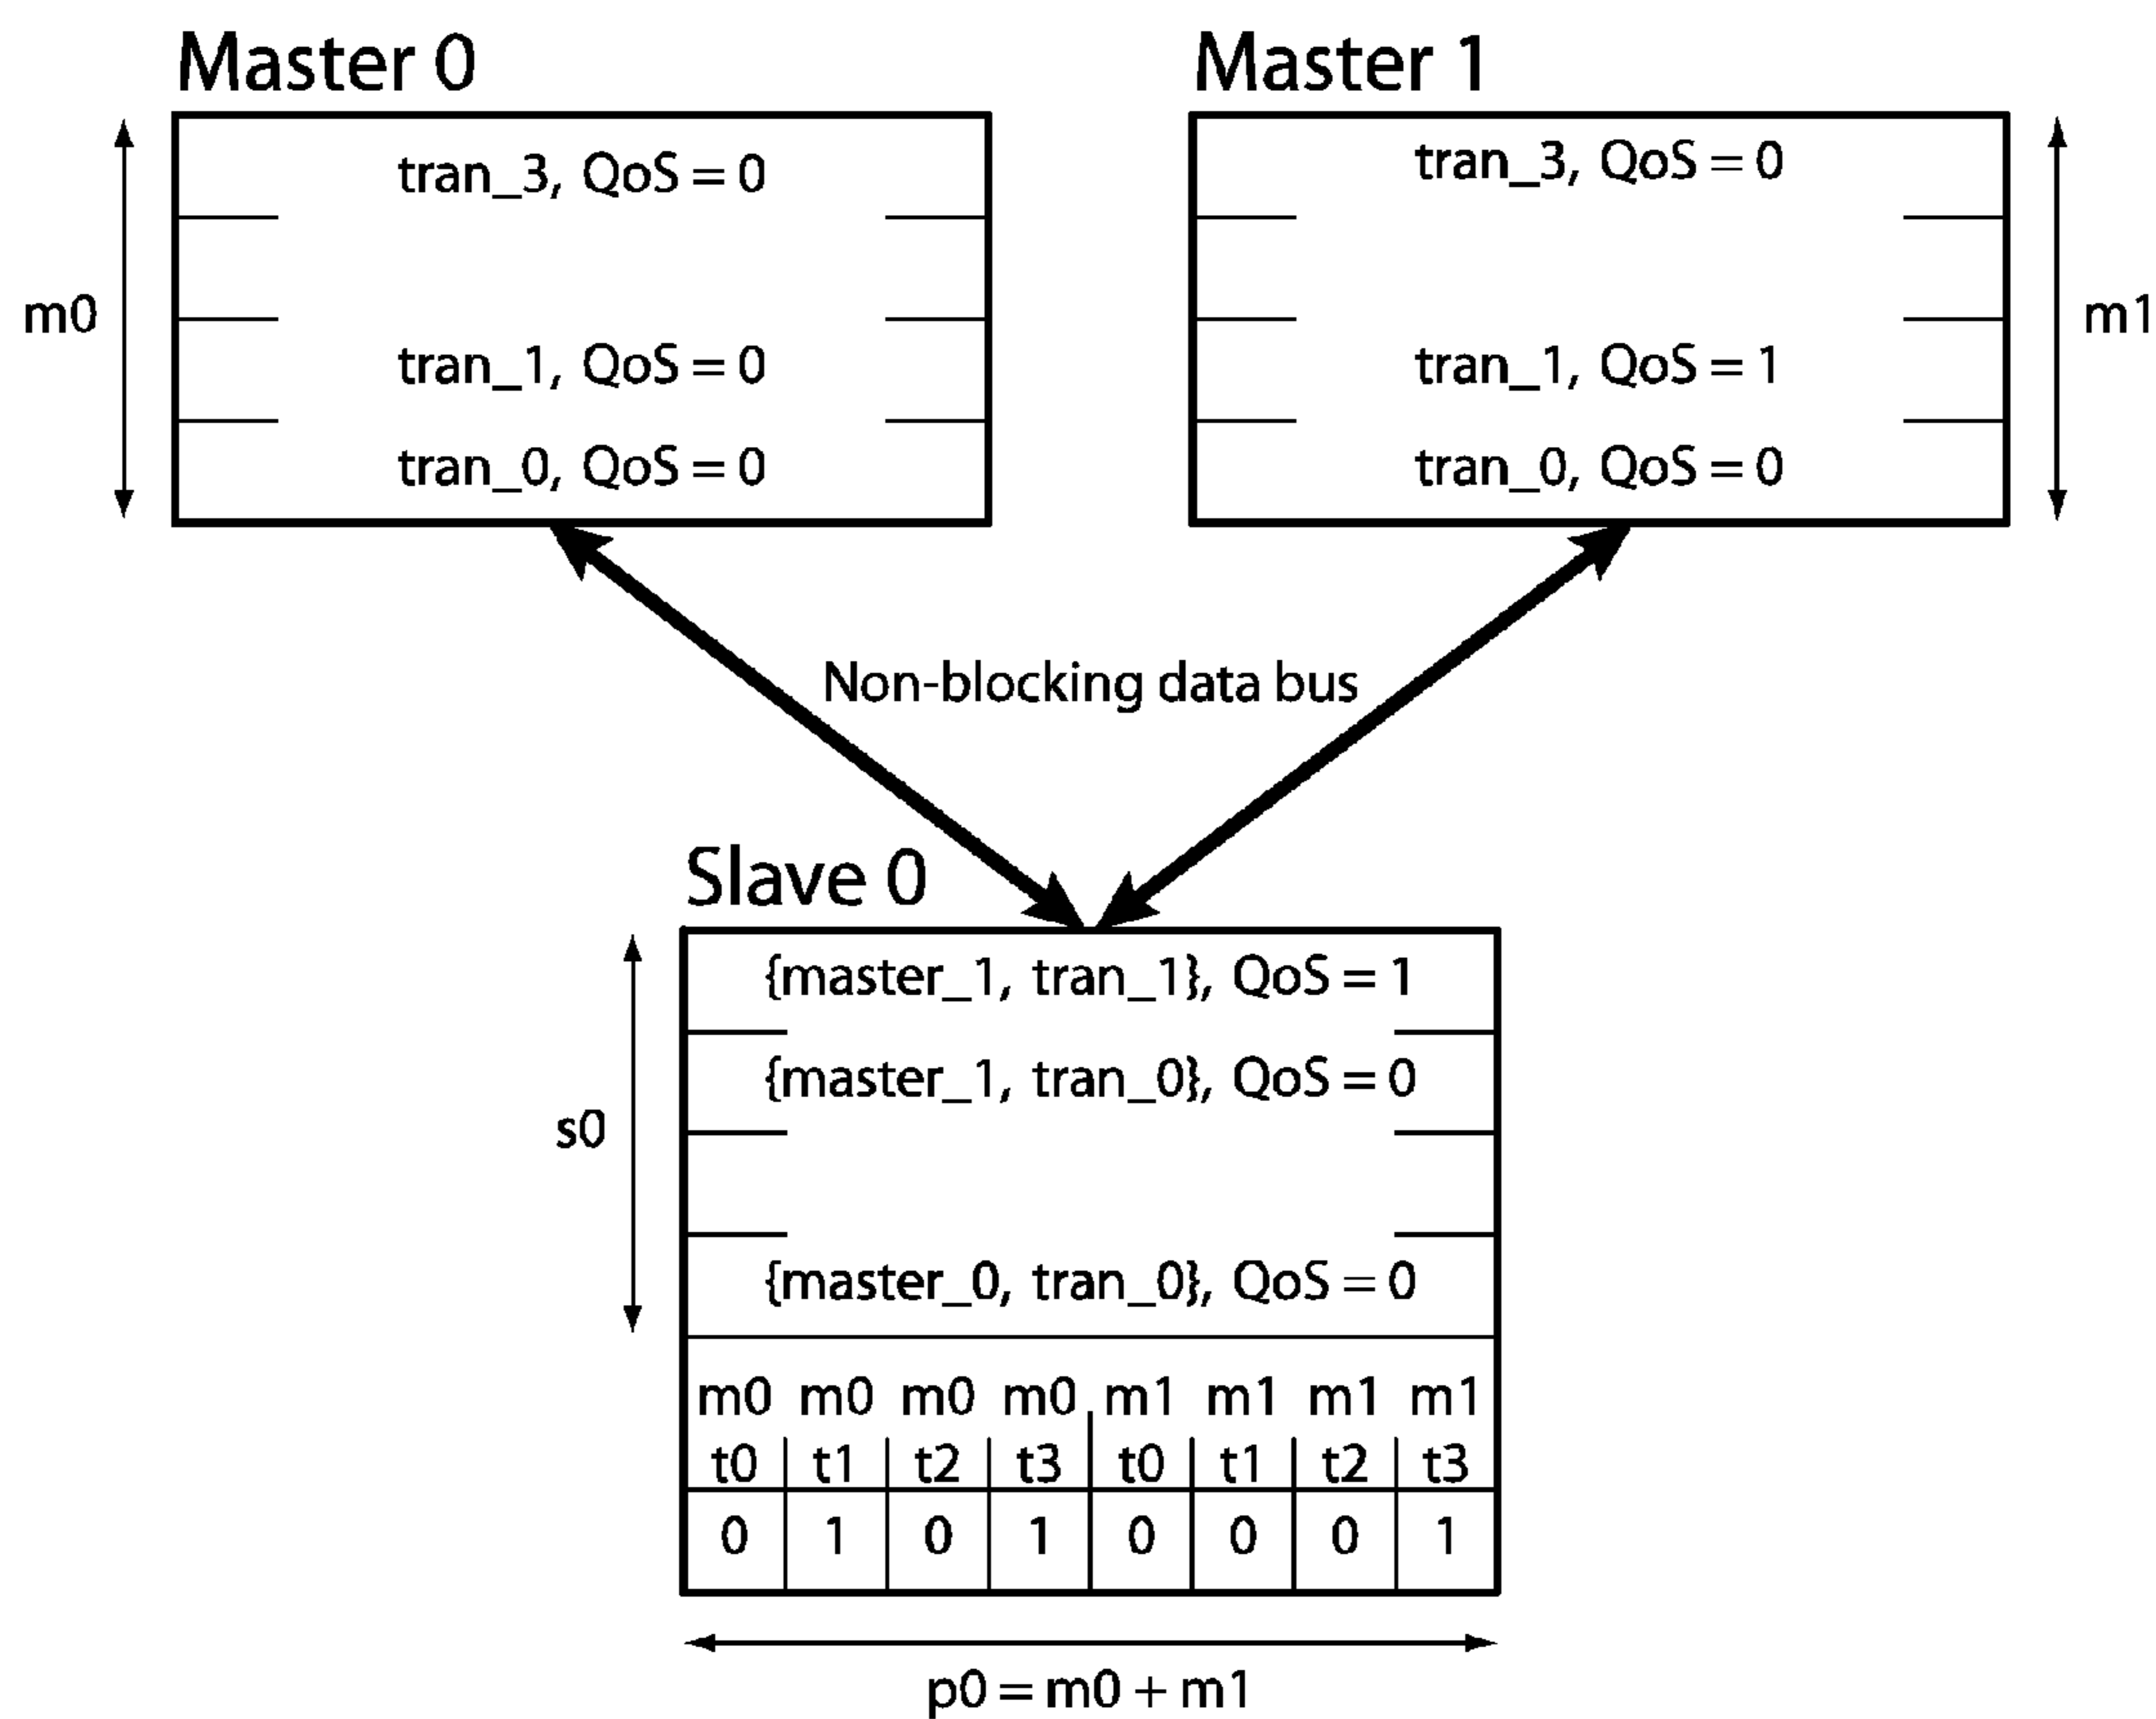 Master 0
Master 1
tran_3, QoS = 0
tran_1, QoS = 0
tran_0, QoS = 0
m0
tran_3, QoS = 0
tran_1, QoS = 1
tran_0, QoS = 0
m1
Non-blocking data bus
Slave 0
{master_1, tran_1}, QoS = 1
{master_1, tran_0}, QoS = 0
{master_0, tran_0}, QoS = 0
s0
m0 m0 m0 m0 m1 m1 m1 m1
t0 t1 t2 t3 t0 t1 t2 t3
0 1 0 1 0 0 0 1
p0 = m0 + m1